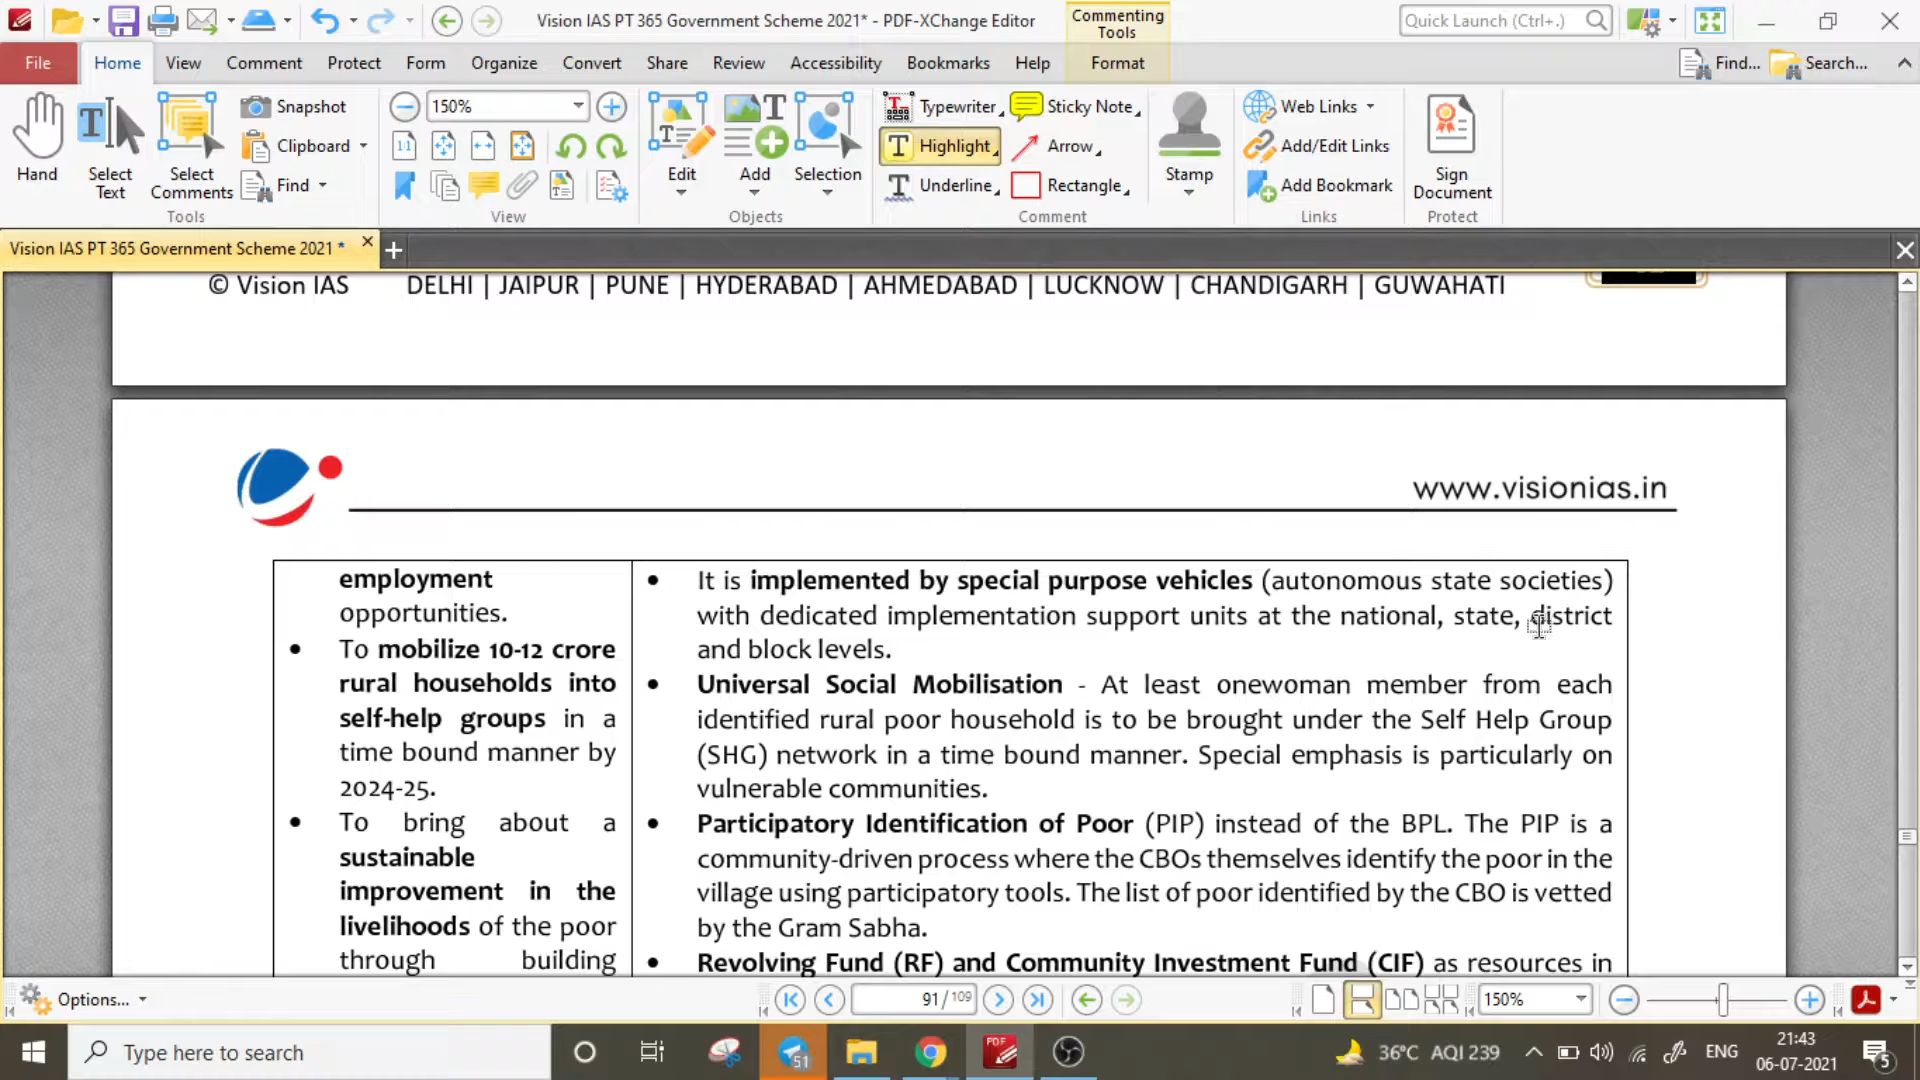 Vision IAS PT 365 Government Scheme 2021* - PDF-XChange Editor
Commenting Tools
Quick Launch (Ctrl+.)
File Home View Comment Protect Form Organize Convert Share Review Accessibility Bookmarks Help Format Find... Search...
Hand
Select Text
Select Comments
Snapshot
Clipboard
Find
Tools
150%
1:1
View
Edit
Add
Selection
Objects
Typewriter
Highlight
Underline
Sticky Note
Arrow
Rectangle
Stamp
Comment
Web Links
Add/Edit Links
Add Bookmark
Links
Sign Document
Protect
Vision IAS PT 365 Government Scheme 2021 *
© Vision IAS DELHI | JAIPUR | PUNE | HYDERABAD | AHMEDABAD | LUCKNOW | CHANDIGARH | GUWAHATI
www.visionias.in
employment
opportunities.
• To mobilize 10-12 crore
rural households into
self-help groups in a
time bound manner by
2024-25.
• To bring about a
sustainable
improvement in the
livelihoods of the poor
through building
• It is implemented by special purpose vehicles (autonomous state societies)
with dedicated implementation support units at the national, state, district
and block levels.
• Universal Social Mobilisation - At least onewoman member from each
identified rural poor household is to be brought under the Self Help Group
(SHG) network in a time bound manner. Special emphasis is particularly on
vulnerable communities.
• Participatory Identification of Poor (PIP) instead of the BPL. The PIP is a
community-driven process where the CBOs themselves identify the poor in the
village using participatory tools. The list of poor identified by the CBO is vetted
by the Gram Sabha.
• Revolving Fund (RF) and Community Investment Fund (CIF) as resources in
Options...
91 / 109
150%
Type here to search
51
PDF
36°C AQI 239
ENG
21:43
06-07-2021
5